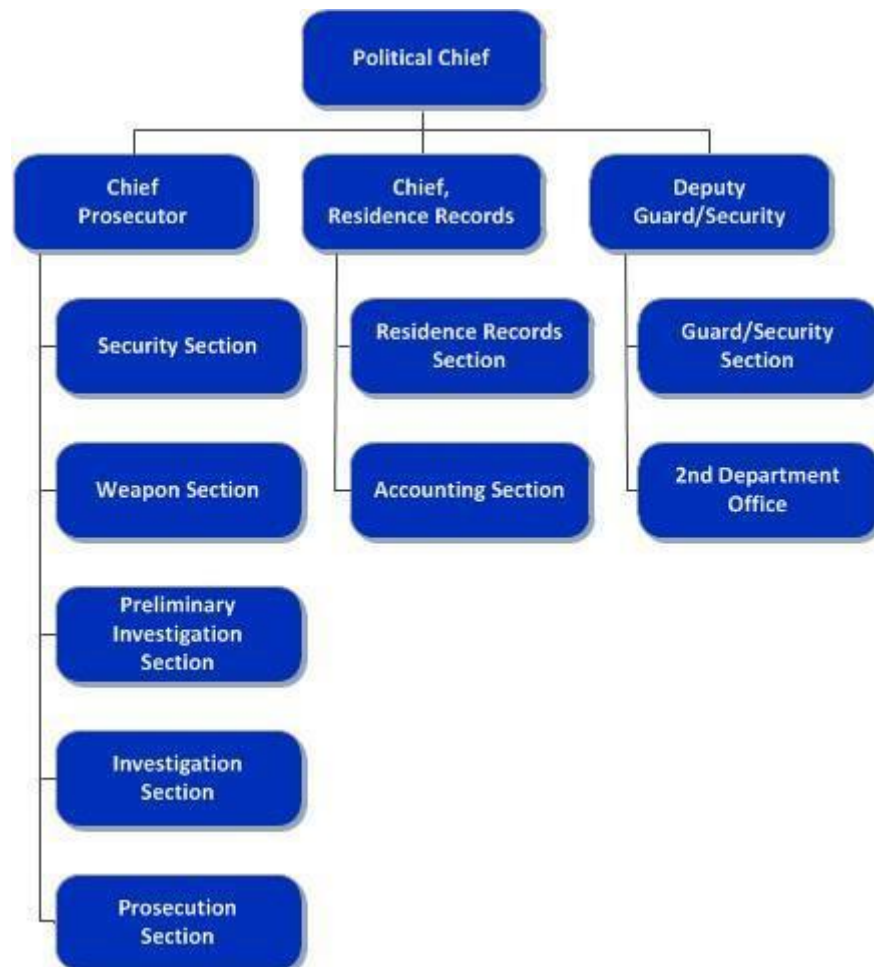 Political Chief
Chief
Prosecutor
Chief,
Residence Records
Deputy
Guard/Security
Security Section
Residence Records
Section
Guard/Security
Section
Weapon Section
Accounting Section
2nd Department
Office
Preliminary
Investigation
Section
Investigation
Section
Prosecution
Section